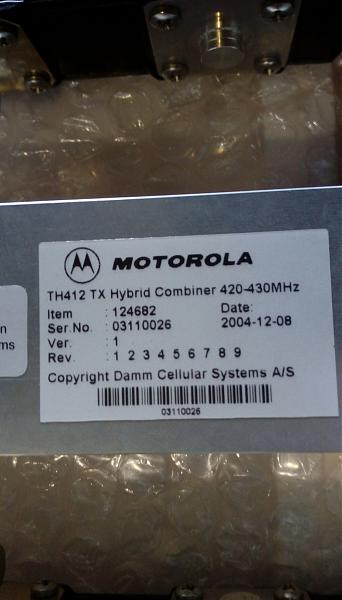 MOTOROLA
TH412 TX Hybrid Combiner 420-430MHz
Item : 124682 Date:
Ser.No. : 03110026 2004-12-08
Ver. : 1
Rev. : 1 2 3 4 5 6 7 8 9
Copyright Damm Cellular Systems A/S
03110026
n
ms